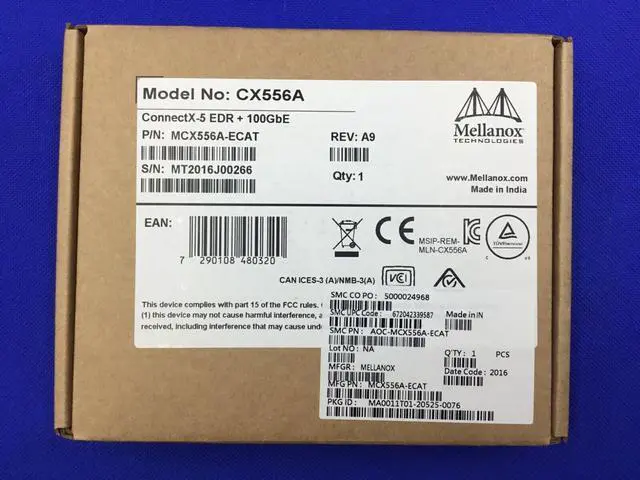 Model No: CX556A
ConnectX-5 EDR + 100GbE
P/N: MCX556A-ECAT
REV: A9
S/N: MT2016J00266
Qty: 1
Mellanox
TECHNOLOGIES
www.Mellanox.com
Made in India
EAN:
7 290108 480320
CE
MSIP-REM-
MLN-CX556A
CAN ICES-3 (A)/NMB-3(A)
VCI
This device complies with part 15 of the FCC rules.
(1) this device may not cause harmful interference,
received, including interference that may cause
SMC CO PO: 5000024968
SMC UPC Code: 672042339587
Made in IN
SMC PN: AOC-MCX556A-ECAT
Lot NO: NA
Q'TY: 1 PCS
MFGR: MELLANOX
Date Code: 2016
MFG PN: MCX556A-ECAT
PKG ID: MA0011T01-20525-0076